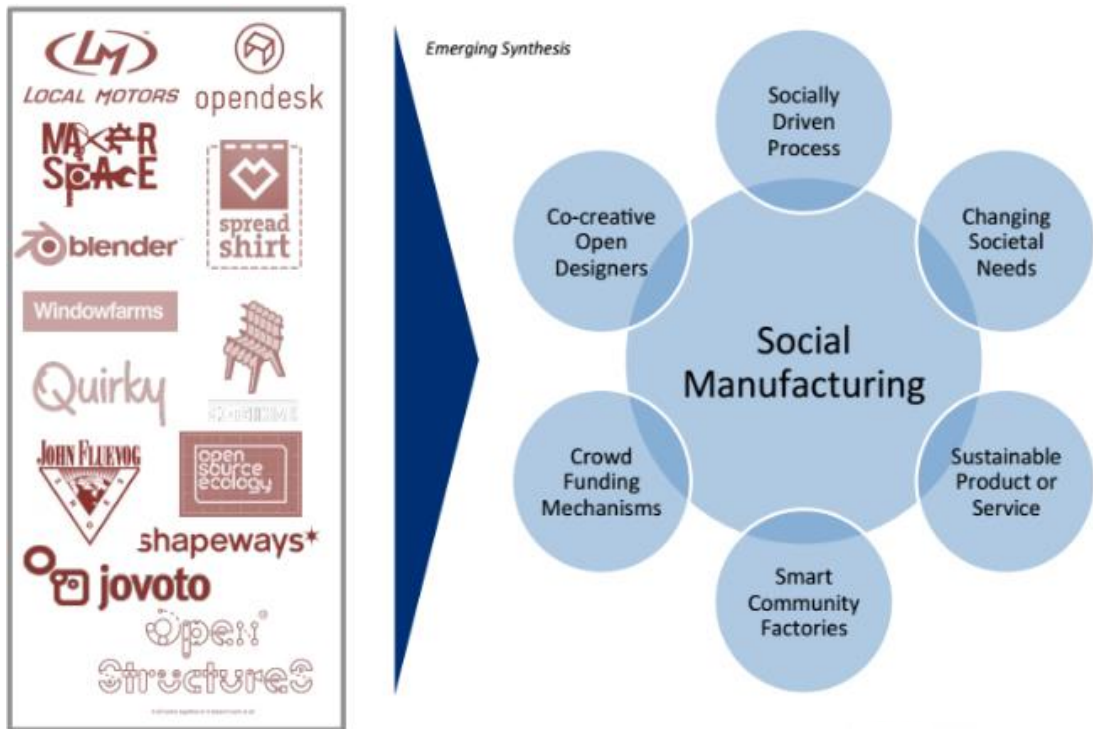 LM
LOCAL MOTORS
opendesk
MAKER
SPACE
spread
shirt
blender
Windowfarms
Quirky
JOHN FLUEVOG
SHOES
open
source
ecology
shapeways*
jovoto
Open
Structures
Emerging Synthesis
Socially
Driven
Process
Co-creative
Open
Designers
Changing
Societal
Needs
Social
Manufacturing
Crowd
Funding
Mechanisms
Sustainable
Product or
Service
Smart
Community
Factories